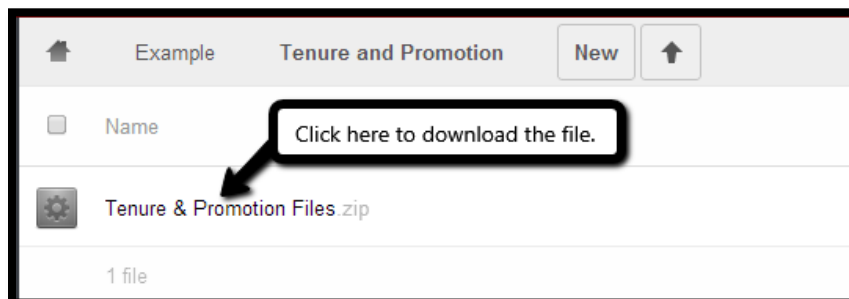 Example Tenure and Promotion New
Name
Click here to download the file.
Tenure & Promotion Files.zip
1 file